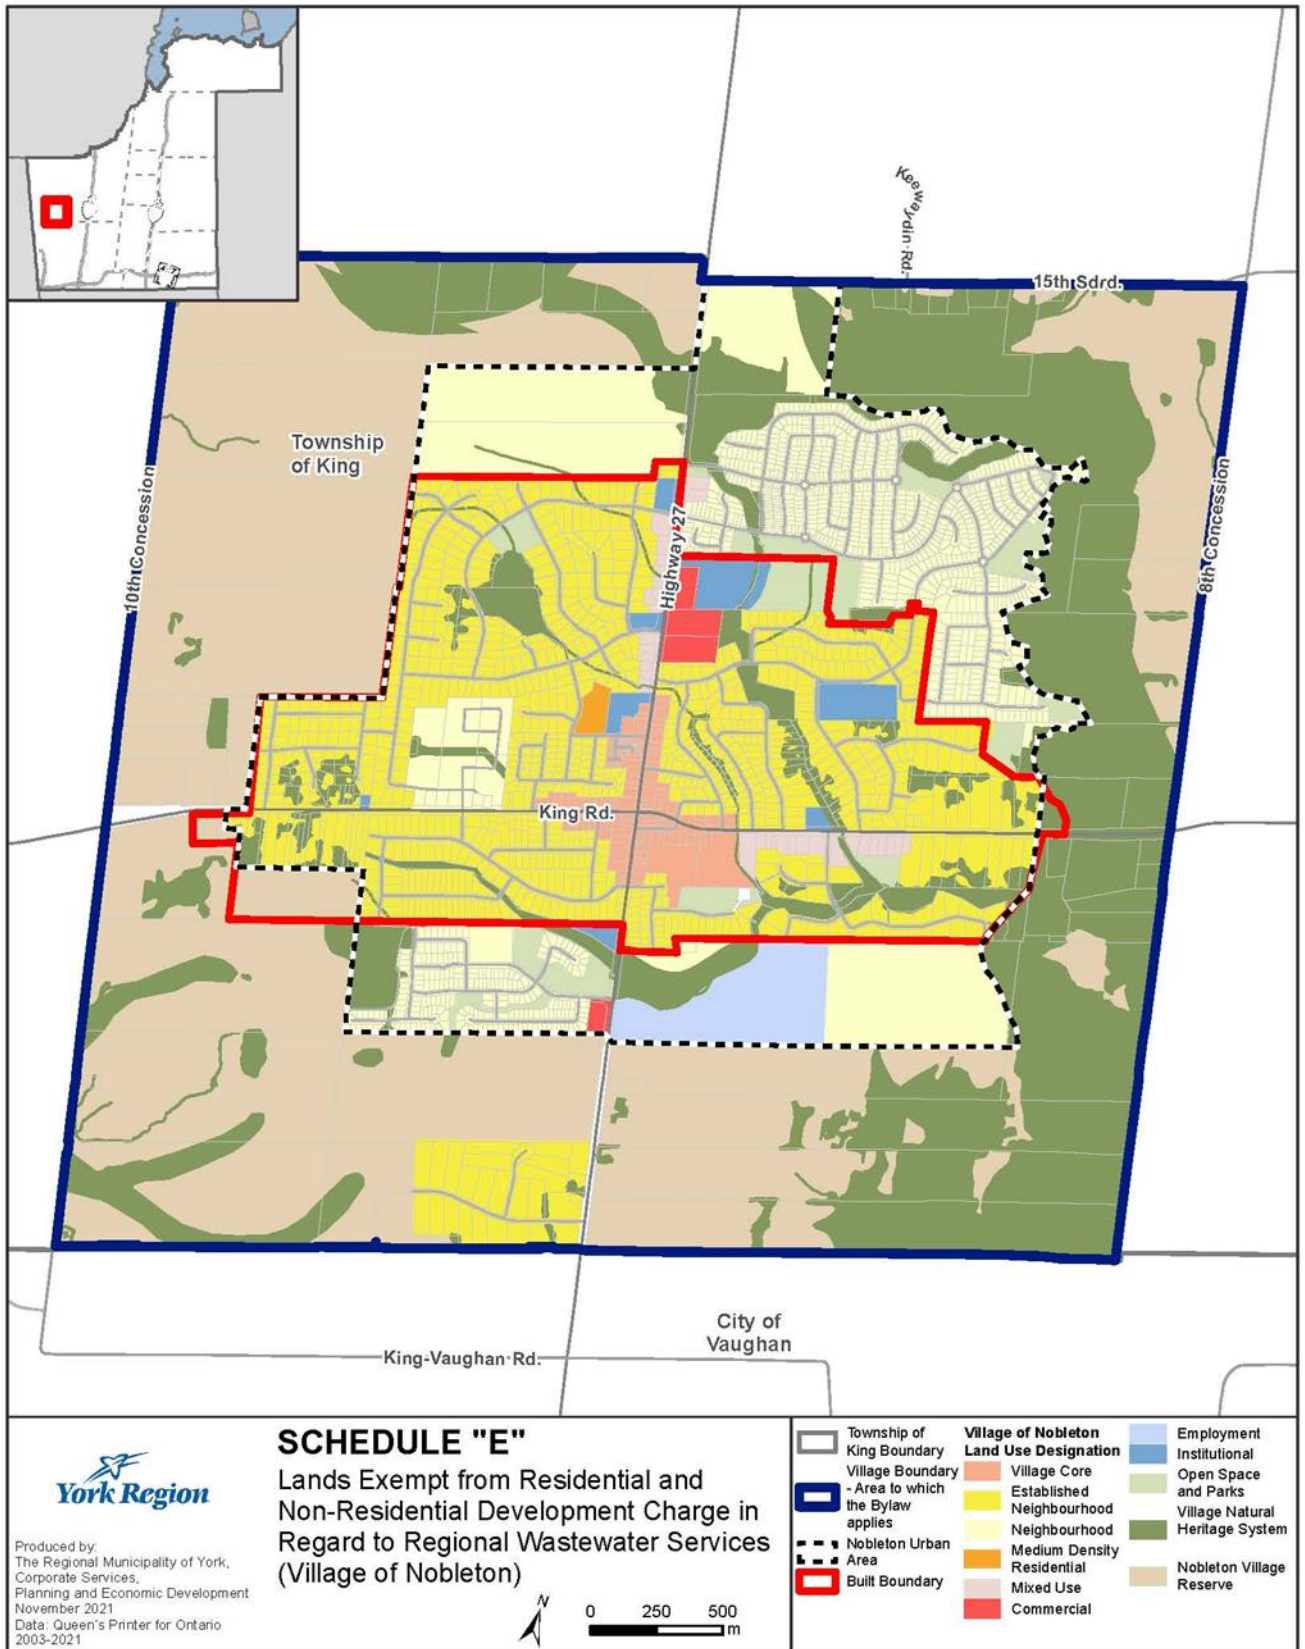 Keewaydin Rd.
15th Sdrd.
Township
of King
10th Concession
Highway 27
8th Concession
King Rd.
City of
Vaughan
King-Vaughan Rd.
York Region
Produced by:
The Regional Municipality of York,
Corporate Services,
Planning and Economic Development
November 2021
Data: Queen's Printer for Ontario
2003-2021
SCHEDULE "E"
Lands Exempt from Residential and
Non-Residential Development Charge in
Regard to Regional Wastewater Services
(Village of Nobleton)
N
0 250 500
m
Township of
King Boundary
Village Boundary
- Area to which
the Bylaw
applies
Nobleton Urban
Area
Built Boundary
Village of Nobleton
Land Use Designation
Village Core
Established
Neighbourhood
Neighbourhood
Medium Density
Residential
Mixed Use
Commercial
Employment
Institutional
Open Space
and Parks
Village Natural
Heritage System
Nobleton Village
Reserve